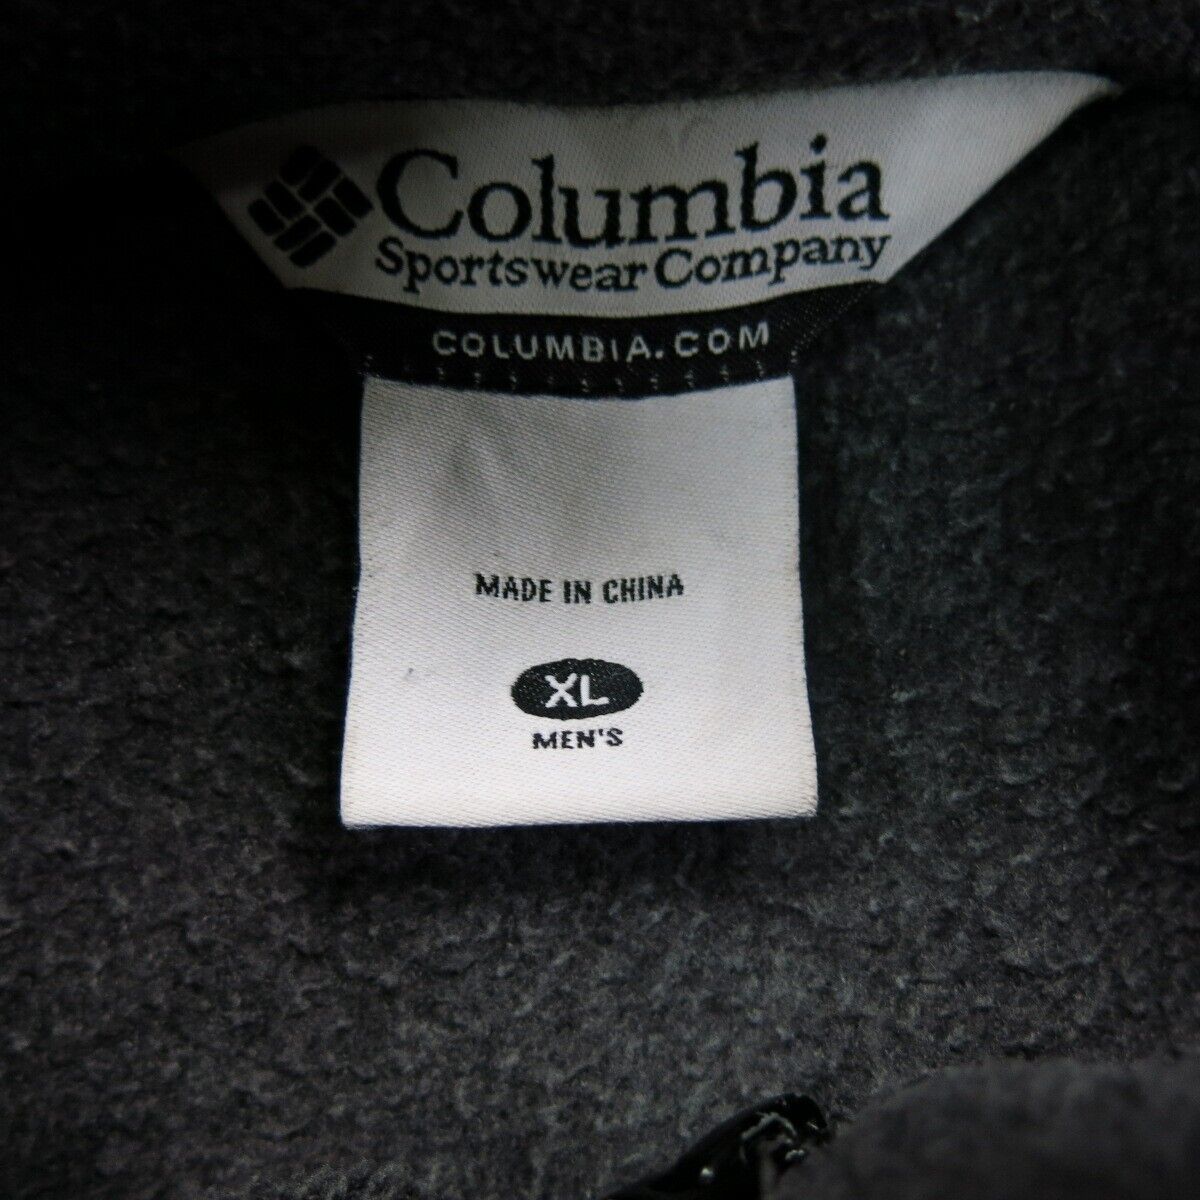 Columbia
Sportswear Company
COLUMBIA.COM
MADE IN CHINA
XL
MEN'S